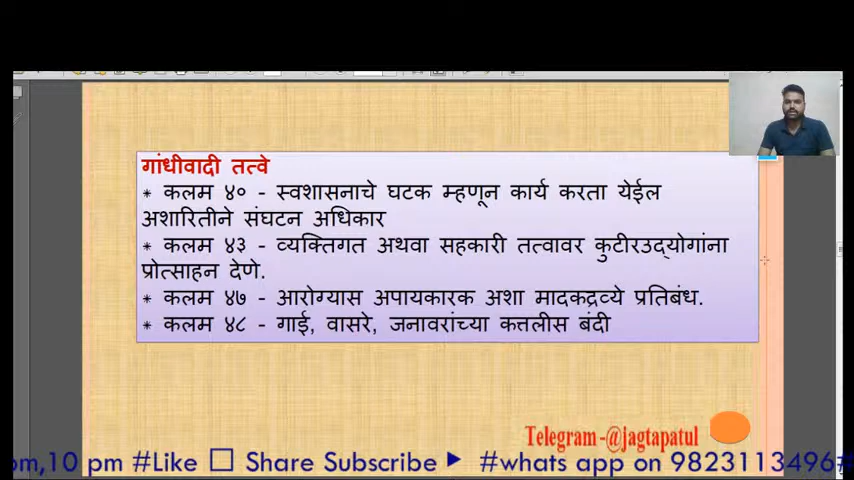 गांधीवादी तत्वे
* कलम ४० - स्वशासनाचे घटक म्हणून कार्य करता येईल
अशारितीने संघटन अधिकार
* कलम ४३ - व्यक्तिगत अथवा सहकारी तत्वावर कुटीरउद्योगांना
प्रोत्साहन देणे.
* कलम ४७ - आरोग्यास अपायकारक अशा मादकद्रव्ये प्रतिबंध.
* कलम ४८ - गाई, वासरे, जनावरांच्या कत्तलीस बंदी
Telegram -@jagtapatul
pm,10 pm #Like ☐ Share Subscribe ▶ #whats app on 9823113496#